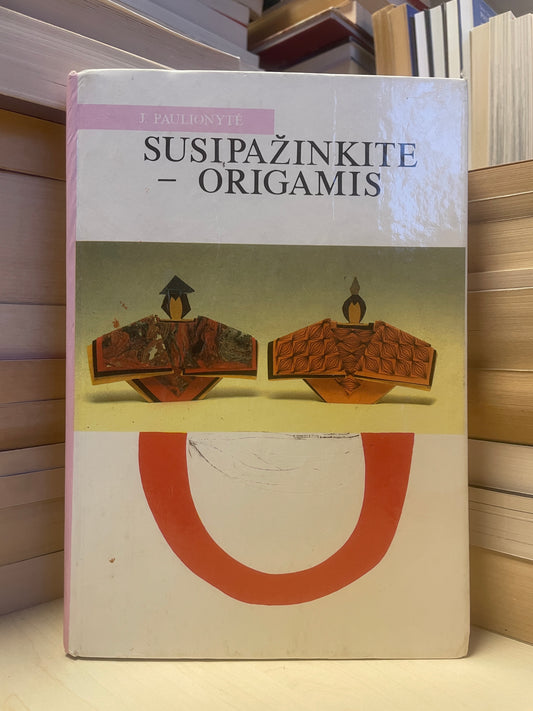 J. PAULIONYTĖ
SUSIPAŽINKITE
– ORIGAMIS